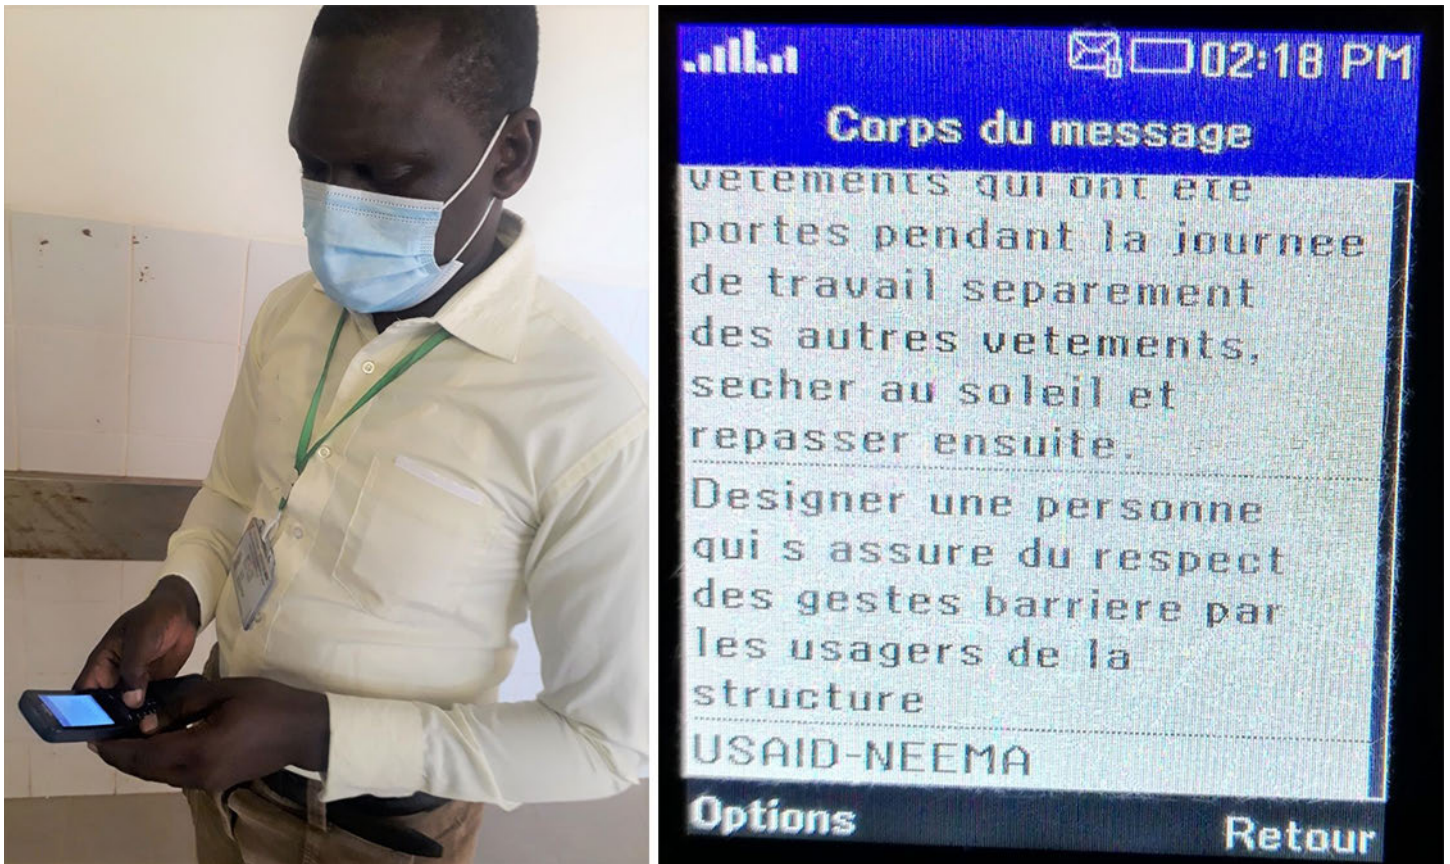 02:18 PM
Corps du message
vetements qui ont ete
portes pendant la journee
de travail separement
des autres vetements,
secher au soleil et
repasser ensuite.
Designer une personne
qui s assure du respect
des gestes barriere par
les usagers de la
structure
USAID-NEEMA
Options
Retour